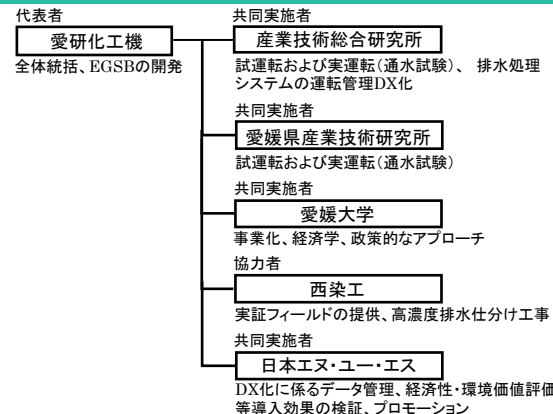 代表者
愛研化工機
全体統括、EGSBの開発
共同実施者
産業技術総合研究所
試運転および実運転（通水試験）、排水処理
システムの運転管理DX化
共同実施者
愛媛県産業技術研究所
試運転および実運転（通水試験）
共同実施者
愛媛大学
事業化、経済学、政策的なアプローチ
協力者
西染工
実証フィールドの提供、高濃度排水仕分け工事
共同実施者
日本エヌ・ユー・エス
DX化に係るデータ管理、経済性・環境価値評価
等導入効果の検証、プロモーション